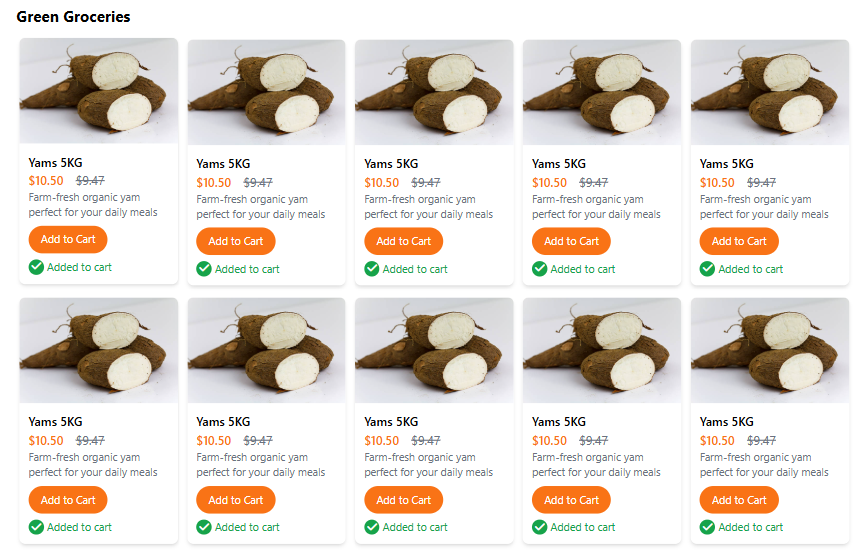 Green Groceries
Yams 5KG
$10.50 $9.47
Farm-fresh organic yam
perfect for your daily meals
Add to Cart
Added to cart
Yams 5KG
$10.50 $9.47
Farm-fresh organic yam
perfect for your daily meals
Add to Cart
Added to cart
Yams 5KG
$10.50 $9.47
Farm-fresh organic yam
perfect for your daily meals
Add to Cart
Added to cart
Yams 5KG
$10.50 $9.47
Farm-fresh organic yam
perfect for your daily meals
Add to Cart
Added to cart
Yams 5KG
$10.50 $9.47
Farm-fresh organic yam
perfect for your daily meals
Add to Cart
Added to cart
Yams 5KG
$10.50 $9.47
Farm-fresh organic yam
perfect for your daily meals
Add to Cart
Added to cart
Yams 5KG
$10.50 $9.47
Farm-fresh organic yam
perfect for your daily meals
Add to Cart
Added to cart
Yams 5KG
$10.50 $9.47
Farm-fresh organic yam
perfect for your daily meals
Add to Cart
Added to cart
Yams 5KG
$10.50 $9.47
Farm-fresh organic yam
perfect for your daily meals
Add to Cart
Added to cart
Yams 5KG
$10.50 $9.47
Farm-fresh organic yam
perfect for your daily meals
Add to Cart
Added to cart